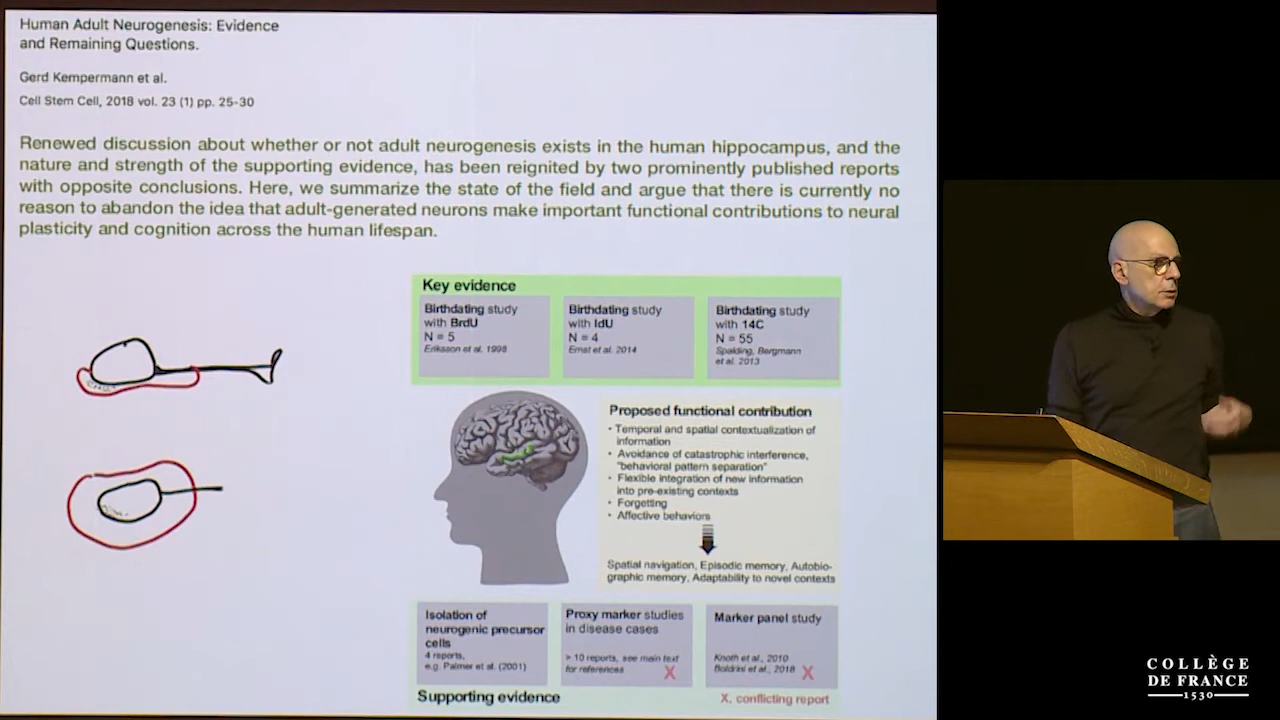 Human Adult Neurogenesis: Evidence
and Remaining Questions.
Gerd Kempermann et al.
Cell Stem Cell, 2018 vol. 23 (1) pp. 25-30
Renewed discussion about whether or not adult neurogenesis exists in the human hippocampus, and the
nature and strength of the supporting evidence, has been reignited by two prominently published reports
with opposite conclusions. Here, we summarize the state of the field and argue that there is currently no
reason to abandon the idea that adult-generated neurons make important functional contributions to neural
plasticity and cognition across the human lifespan.
Key evidence
Birthdating study
with BrdU
N = 5
Eriksson et al. 1998
Birthdating study
with IdU
N = 4
Ernst et al. 2014
Birthdating study
with 14C
N = 55
Spalding, Bergmann
et al. 2013
Proposed functional contribution
• Temporal and spatial contextualization of
information
• Avoidance of catastrophic interference,
"behavioral pattern separation"
• Flexible integration of new information
into pre-existing contexts
• Forgetting
• Affective behaviors
Spatial navigation, Episodic memory, Autobio-
graphic memory, Adaptability to novel contexts
Isolation of
neurogenic precursor
cells
4 reports,
e.g. Palmer et al. (2001)
Proxy marker studies
in disease cases
> 10 reports, see main text
for references
X
Marker panel study
Knoth et al., 2010
Boldrini et al., 2018
X
Supporting evidence
X, conflicting report
COLLÈGE
DE FRANCE
1530